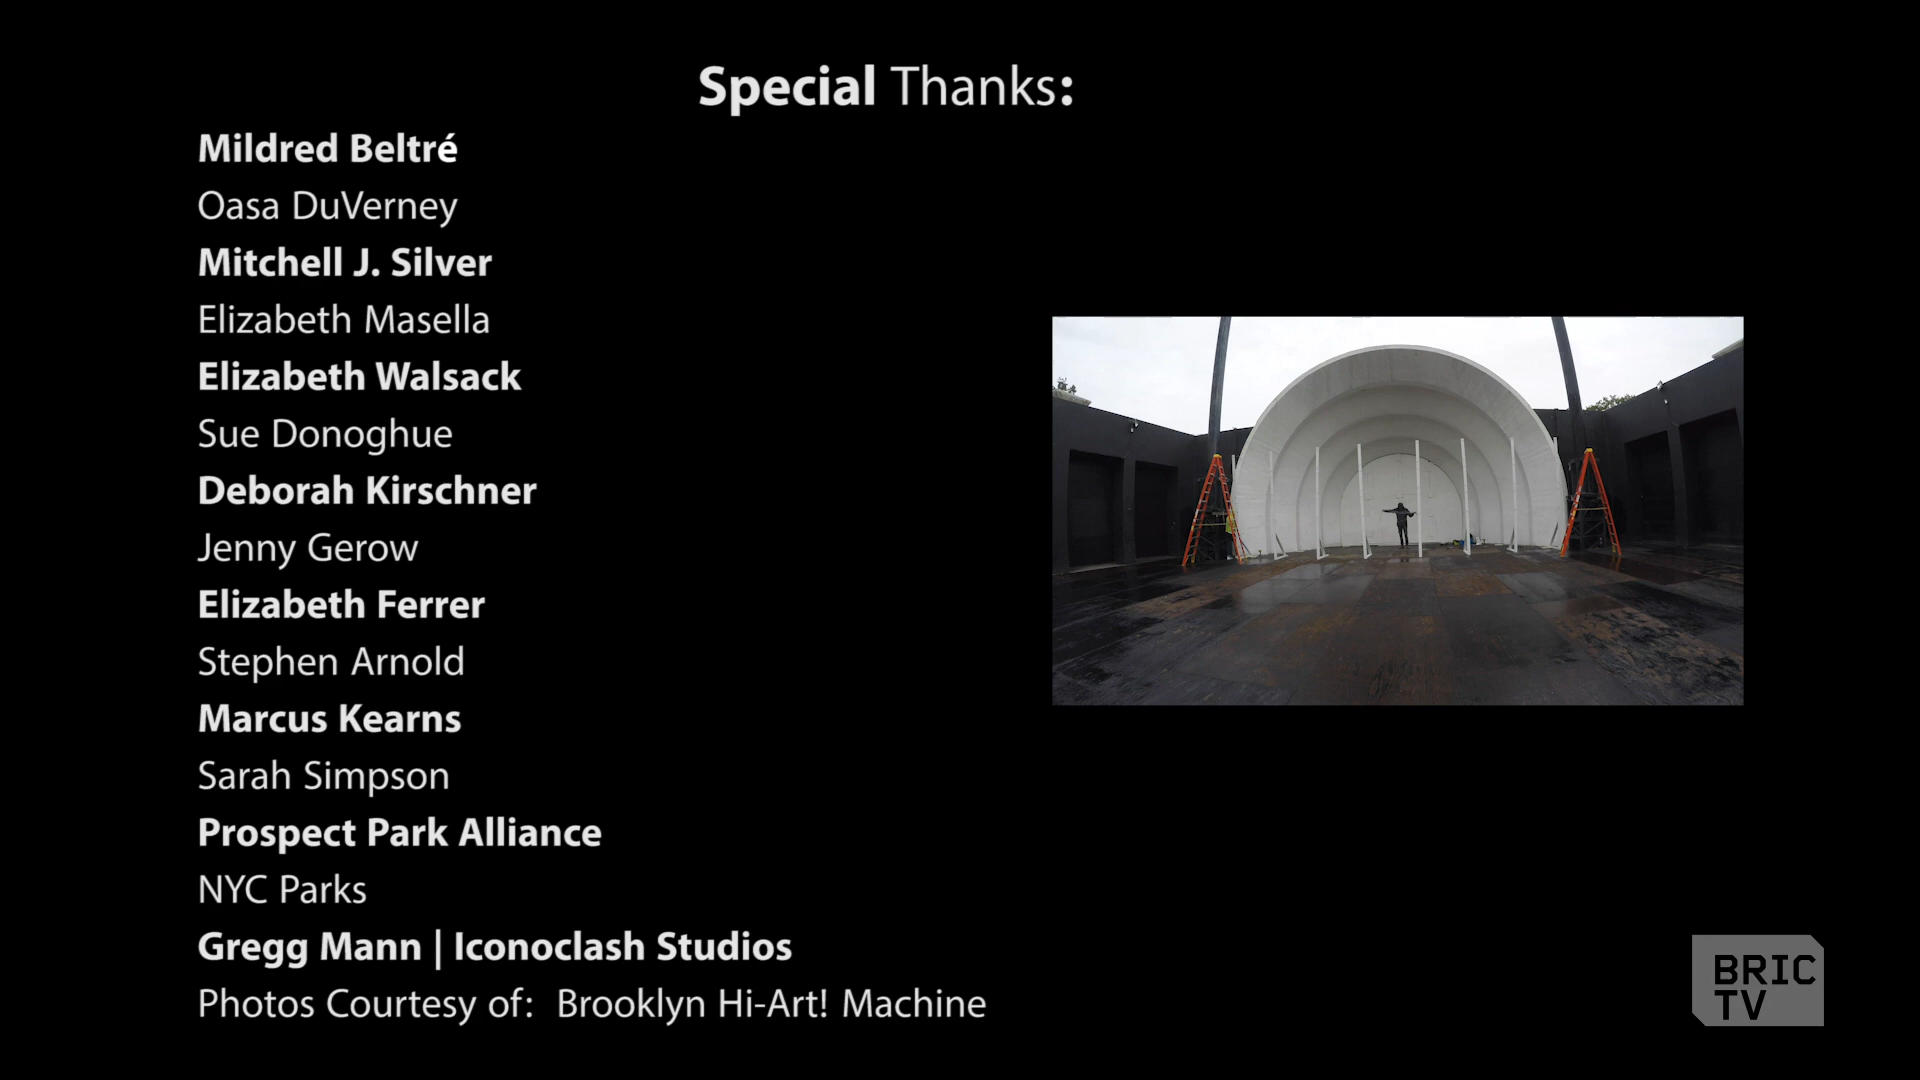 Special Thanks:
Mildred Beltré
Oasa DuVerney
Mitchell J. Silver
Elizabeth Masella
Elizabeth Walsack
Sue Donoghue
Deborah Kirschner
Jenny Gerow
Elizabeth Ferrer
Stephen Arnold
Marcus Kearns
Sarah Simpson
Prospect Park Alliance
NYC Parks
Gregg Mann | Iconoclash Studios
Photos Courtesy of:  Brooklyn Hi-Art! Machine
BRIC
TV